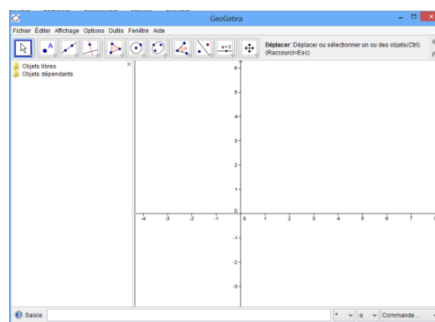 GeoGebra
Fichier Éditer Affichage Options Outils Fenêtre Aide
A
a=2
Déplacer: Déplacer ou sélectionner un ou des objets(Ctrl)
(Raccourci=Esc)
Objets libres
Objets dépendants
6
5
4
3
2
1
0
-4 -3 -2 -1 0 1 2 3 4 5 6 7
-1
-2
-3
Saisie:
α
Commande ...